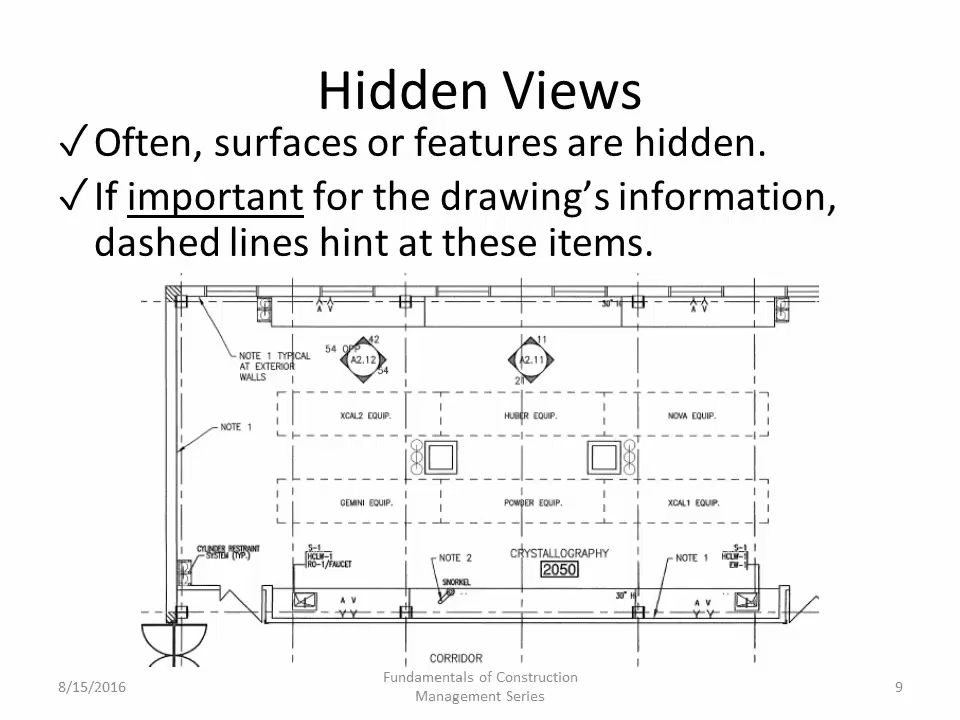 Hidden Views
✓Often, surfaces or features are hidden.
✓If important for the drawing's information,
dashed lines hint at these items.
A V
30" H
A V
NOTE 1 TYPICAL
AT EXTERIOR
WALLS
54 OPP
42
A2.12
54
11
A2.11
21
XCAL2 EQUIP.
HUBER EQUIP.
NOVA EQUIP.
NOTE 1
GEMINI EQUIP.
POWDER EQUIP.
XCAL1 EQUIP.
CYLINDER RESTRAINT
SYSTEM (TYP.)
S-1
HCLW-1
RO-1/FAUCET
NOTE 2
CRYSTALLOGRAPHY
2050
NOTE 1
S-1
HCLW-1
EW-1
SNORKEL
A V
30" H
A V
CORRIDOR
8/15/2016
Fundamentals of Construction
Management Series
9